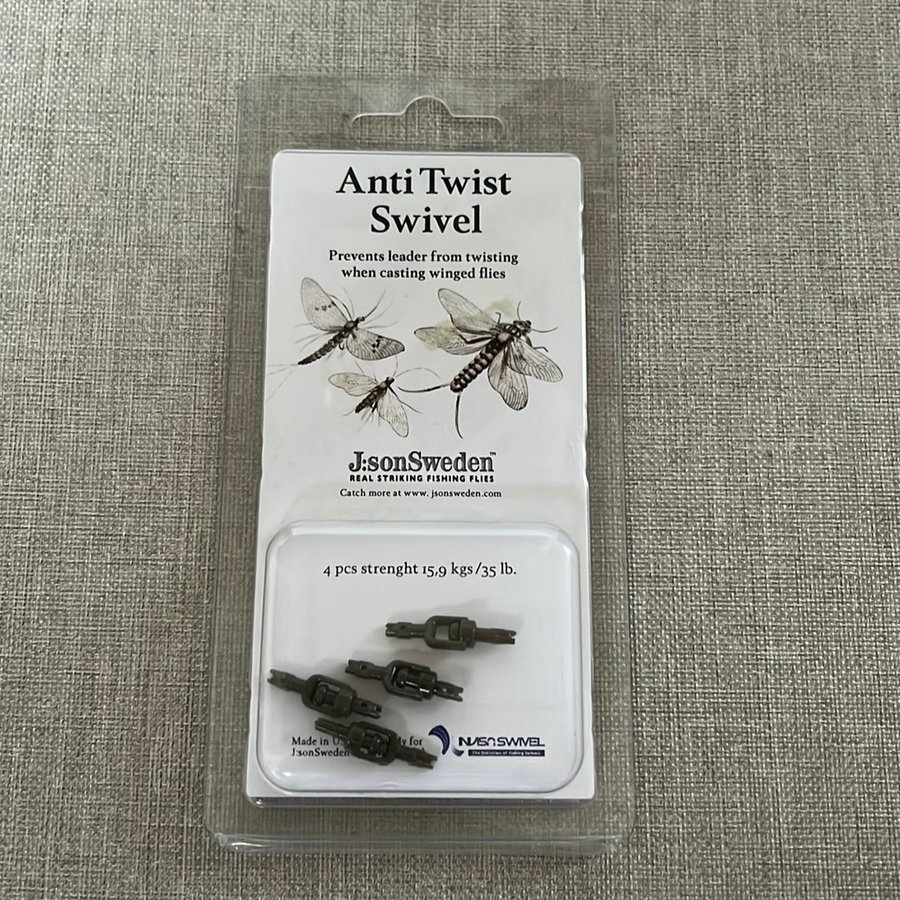 Anti Twist
Swivel
Prevents leader from twisting
when casting winged flies
J:sonSweden™
REAL STRIKING FISHING FLIES
Catch more at www. jsonsweden.com
4 pcs strenght 15,9 kgs/35 lb.
Made in for
J:sonSweden
SWIVEL